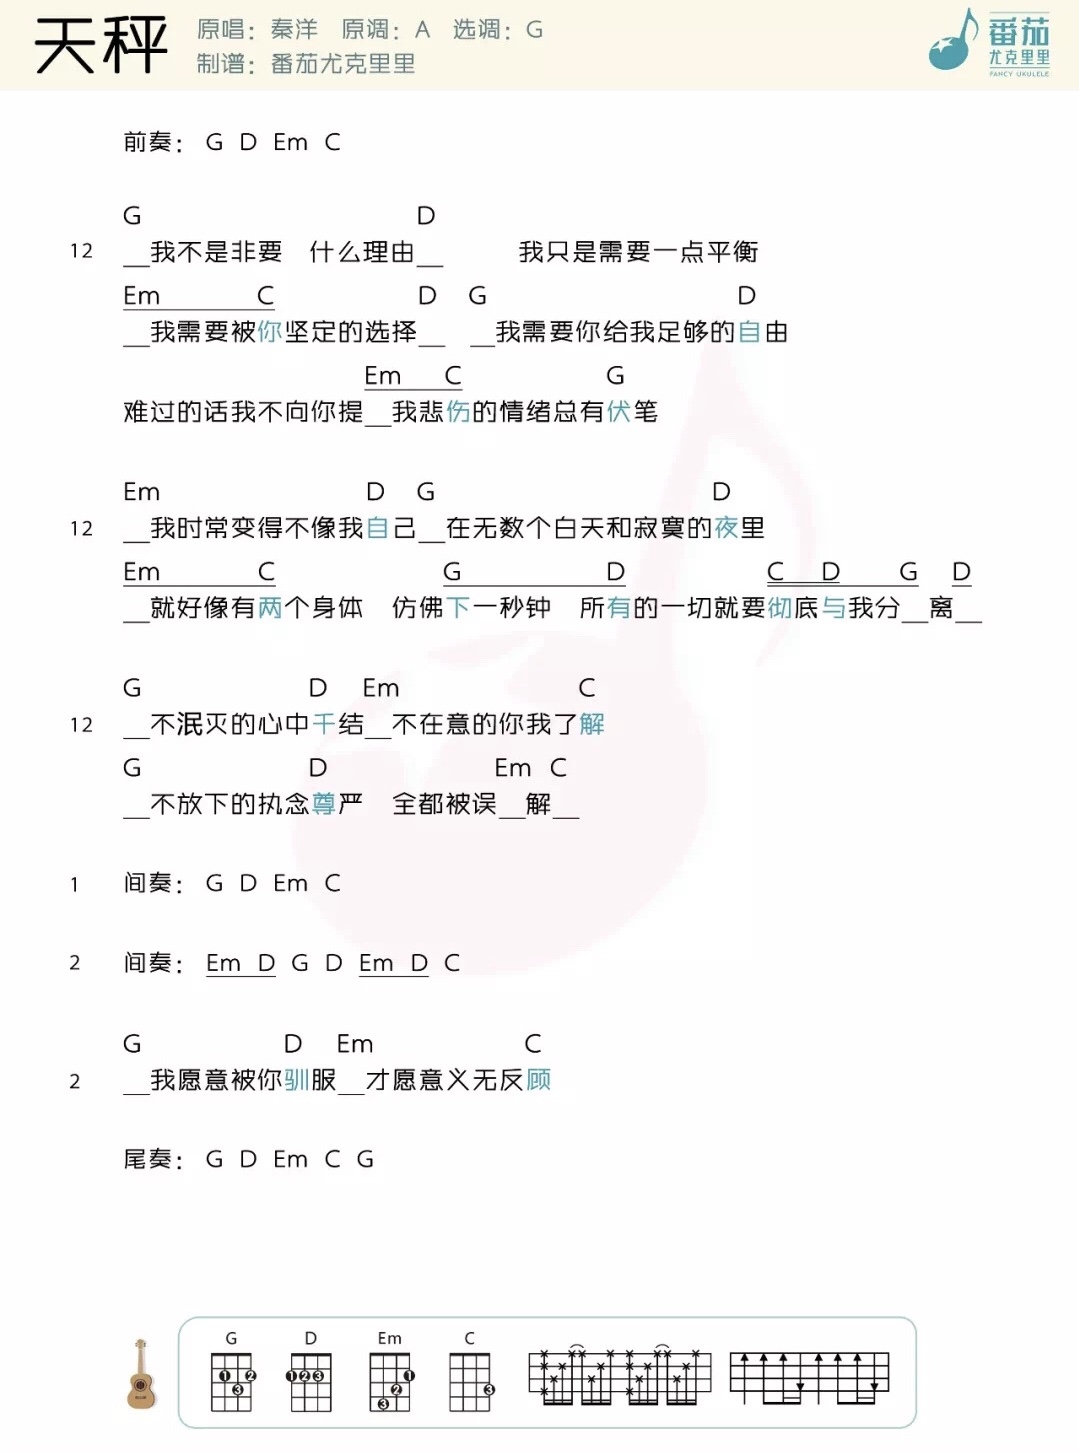 天秤
原唱：秦洋 原调：A 选调：G
制谱：番茄尤克里里
番茄
尤克里里
FANCY UKULELE
前奏： G D Em C
G D
12 __我不是非要 什么理由__ 我只是需要一点平衡
Em C D G D
__我需要被你坚定的选择__ __我需要你给我足够的自由
Em C G
难过的话我不向你提__我悲伤的情绪总有伏笔
Em D G D
12 __我时常变得不像我自己__在无数个白天和寂寞的夜里
Em C G D C D G D
__就好像有两个身体 仿佛下一秒钟 所有的一切就要彻底与我分__离__
G D Em C
12 __不泯灭的心中千结__不在意的你我了解
G D Em C
__不放下的执念尊严 全都被误__解__
1 间奏： G D Em C
2 间奏： Em D G D Em D C
G D Em C
2 __我愿意被你驯服__才愿意义无反顾
尾奏： G D Em C G
G D Em C
1 2 3
1 2 3
1 2 3
3